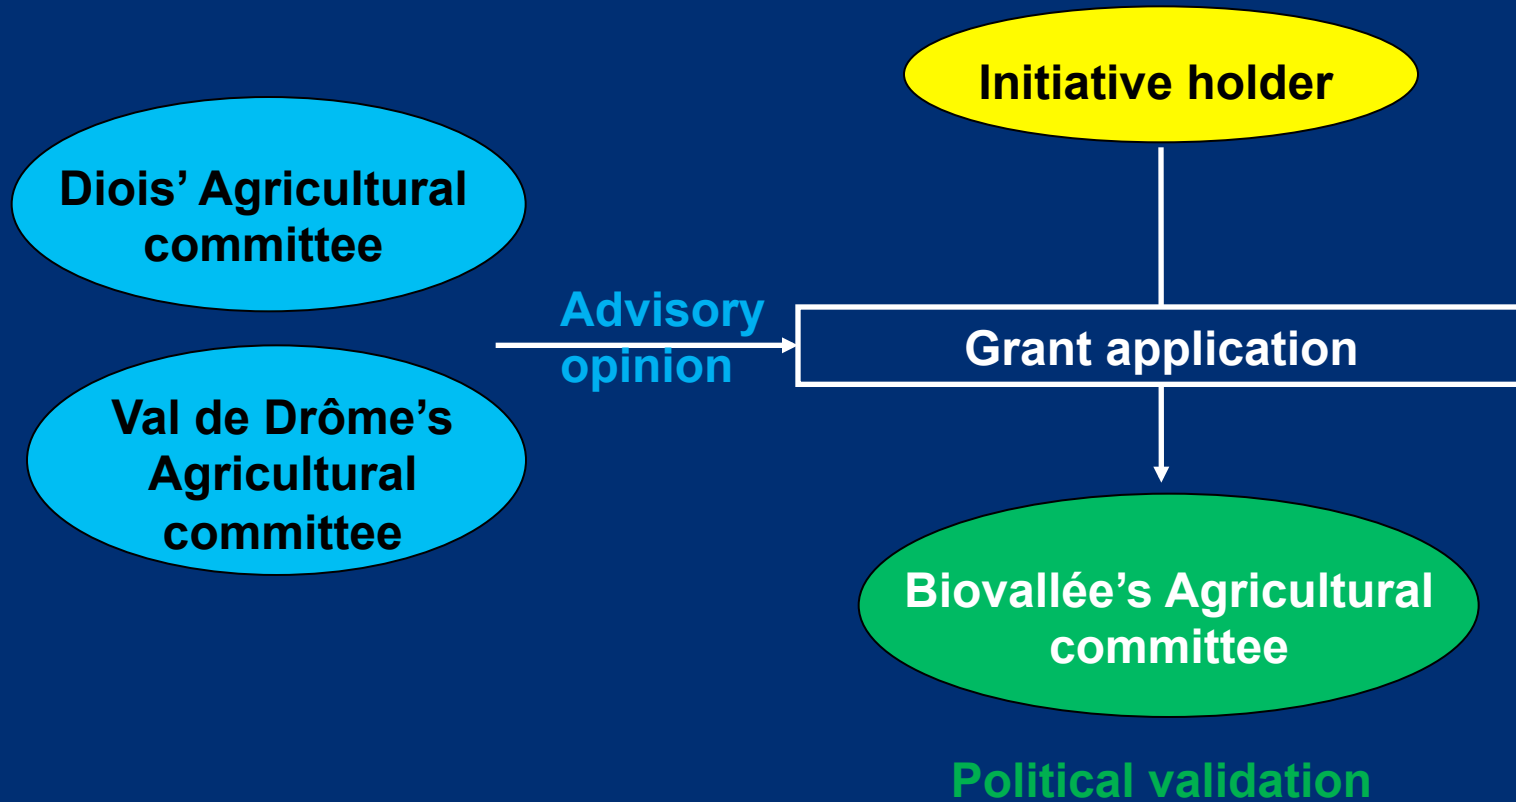 Initiative holder
Diois’ Agricultural
committee
Advisory
opinion
Grant application
Val de Drôme’s
Agricultural
committee
Biovallée’s Agricultural
committee
Political validation